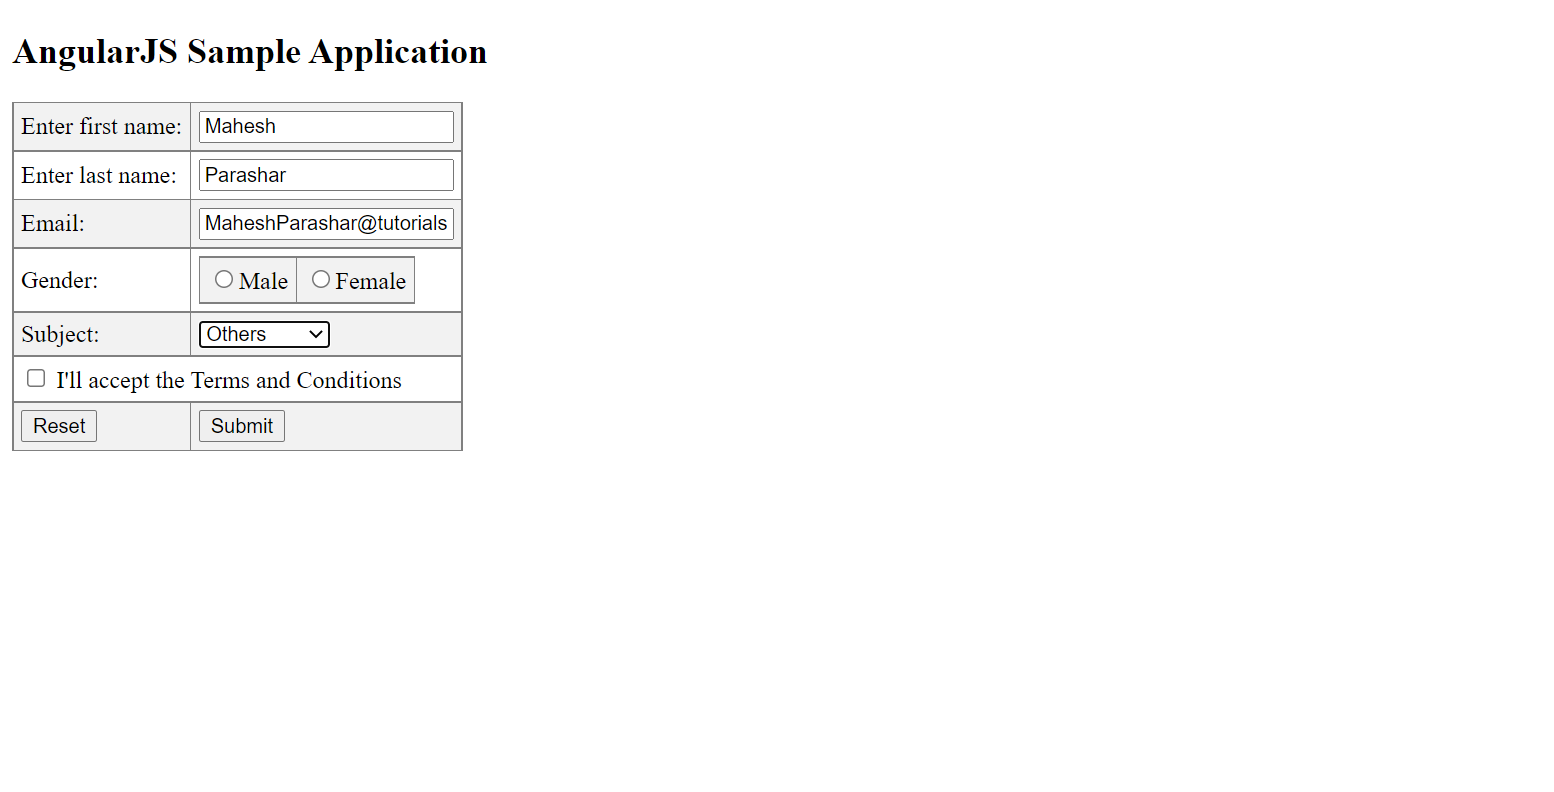 AngularJS Sample Application
Enter first name: Mahesh
Enter last name: Parashar
Email: MaheshParashar@tutorials
Gender: Male Female
Subject: Others
I'll accept the Terms and Conditions
Reset Submit